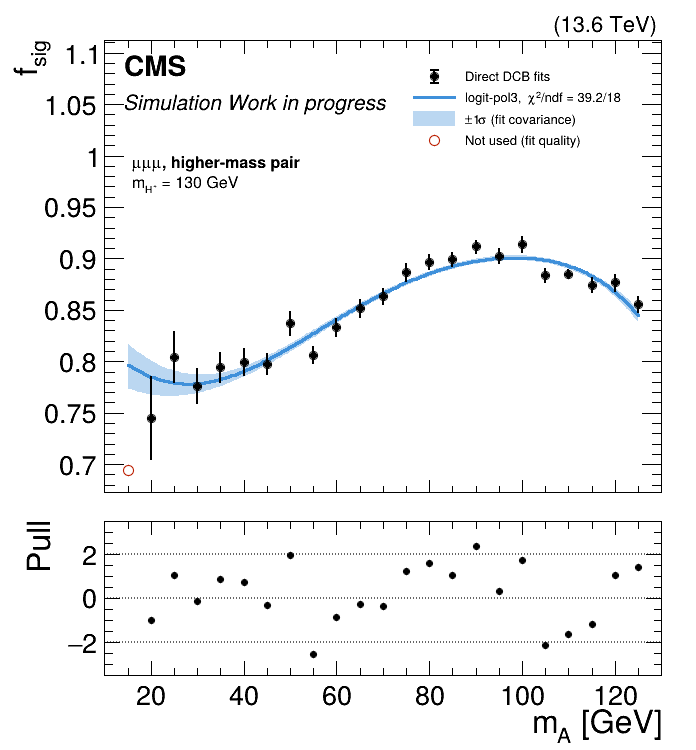 (13.6 TeV)
f_sig
CMS
Simulation Work in progress
Direct DCB fits
logit-pol3, χ²/ndf = 39.2/18
±1σ (fit covariance)
Not used (fit quality)
μμμ, higher-mass pair
m_H⁻ = 130 GeV
1.1
1.05
1
0.95
0.9
0.85
0.8
0.75
0.7
Pull
2
0
−2
20 40 60 80 100 120
m_A [GeV]